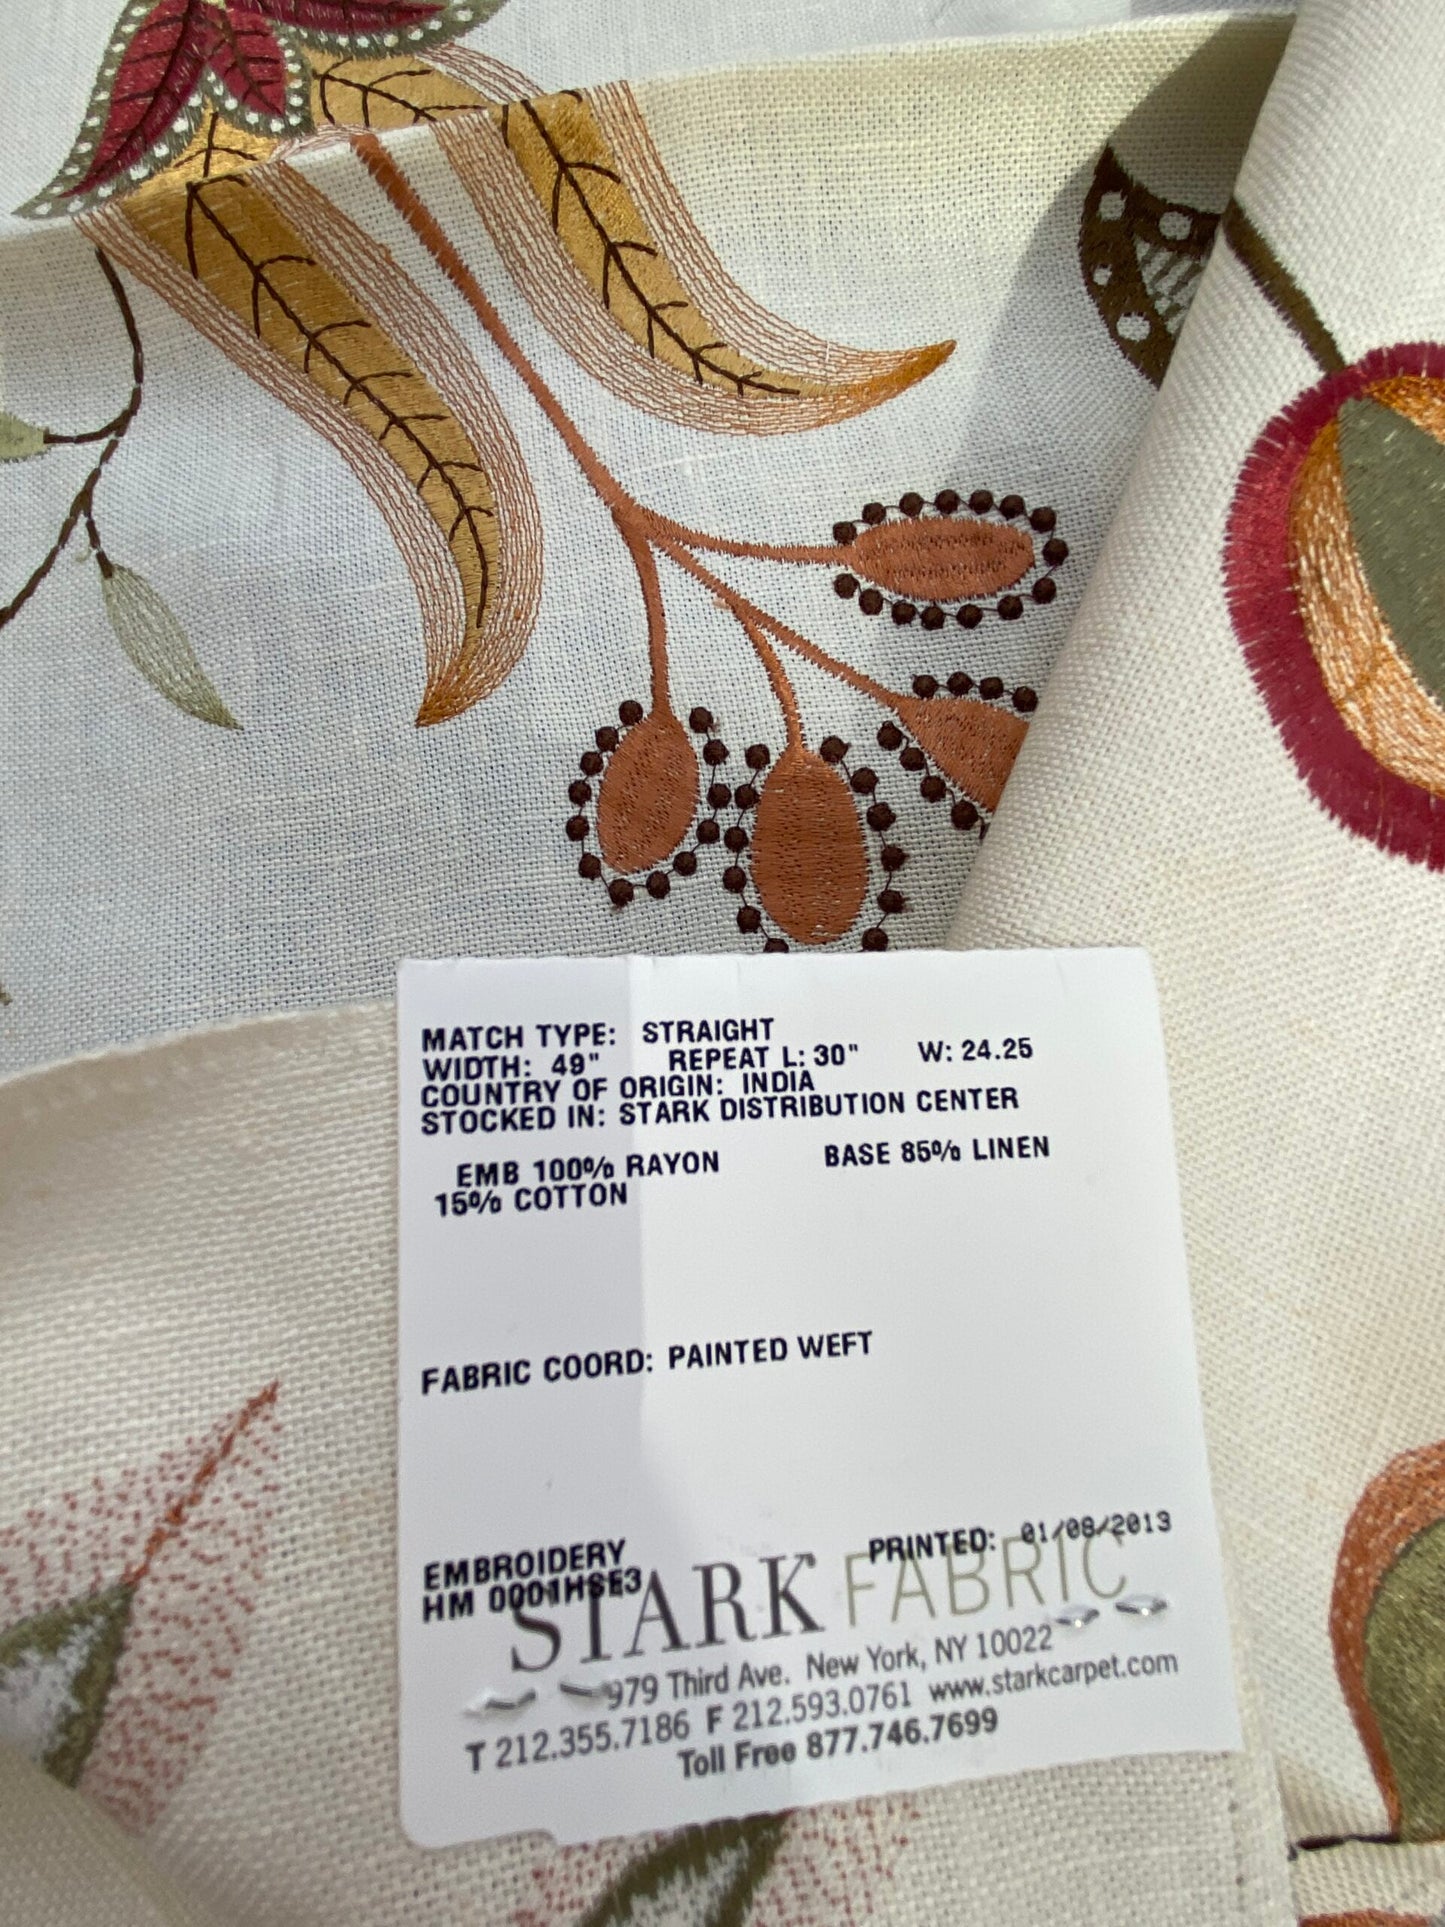 MATCH TYPE: STRAIGHT
WIDTH: 49" REPEAT L: 30" W: 24.25
COUNTRY OF ORIGIN: INDIA
STOCKED IN: STARK DISTRIBUTION CENTER
EMB 100% RAYON BASE 85% LINEN
15% COTTON
FABRIC COORD: PAINTED WEFT
EMBROIDERY PRINTED: 01/08/2013
HM 0001HSE3
STARK FABRIC
979 Third Ave. New York, NY 10022
T 212.355.7186 F 212.593.0761 www.starkcarpet.com
Toll Free 877.746.7699